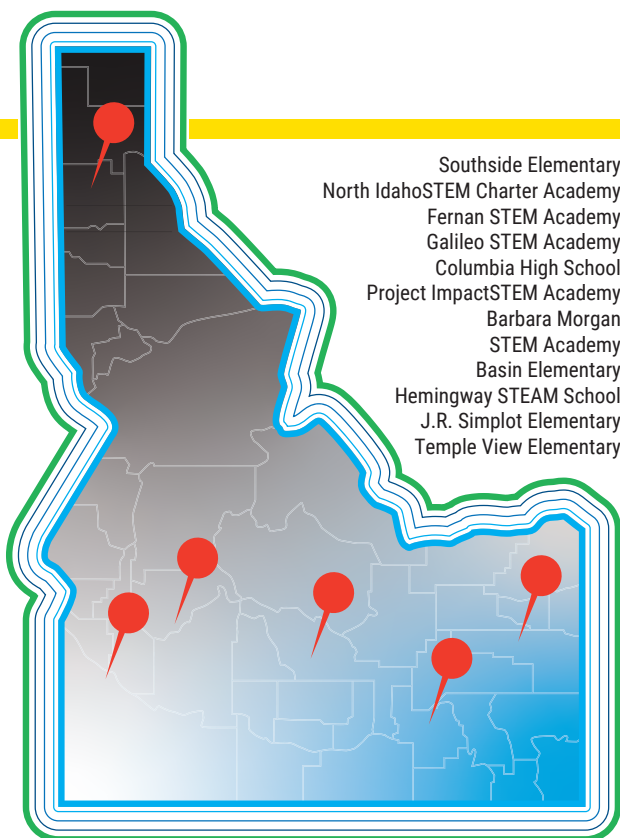 Southside Elementary
North IdahoSTEM Charter Academy
Fernan STEM Academy
Galileo STEM Academy
Columbia High School
Project ImpactSTEM Academy
Barbara Morgan
STEM Academy
Basin Elementary
Hemingway STEAM School
J.R. Simplot Elementary
Temple View Elementary